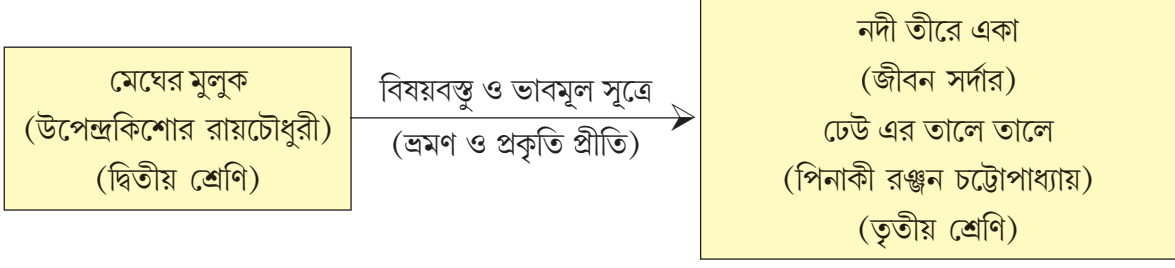 মেঘের মুলুক
(উপেন্দ্রকিশোর রায়চৌধুরী)
(দ্বিতীয় শ্রেণি)
বিষয়বস্তু ও ভাবমূল সূত্রে
(ভ্রমণ ও প্রকৃতি প্রীতি)
নদী তীরে একা
(জীবন সর্দার)
ঢেউ এর তালে তালে
(পিনাকী রঞ্জন চট্টোপাধ্যায়)
(তৃতীয় শ্রেণি)